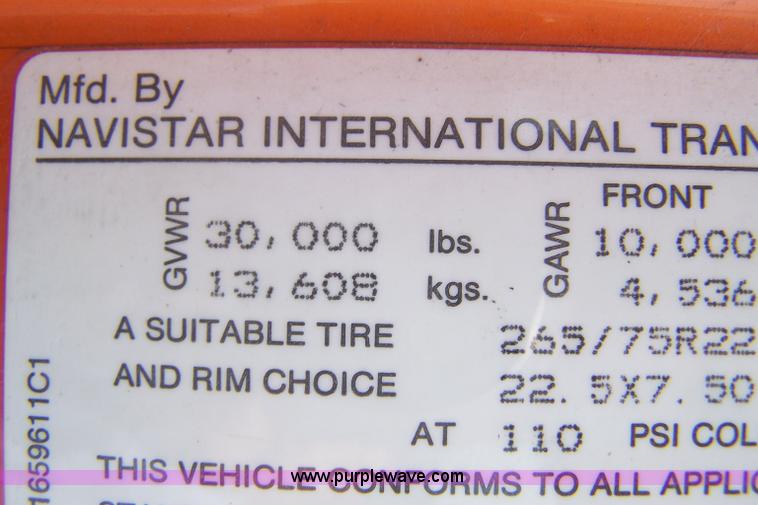 Mfd. By
NAVISTAR INTERNATIONAL TRAN
FRONT
GVWR 30,000 lbs. GAWR 10,000
13,608 kgs. 4,536
A SUITABLE TIRE 265/75R22
AND RIM CHOICE 22.5X7.50
AT 110 PSI COL
THIS VEHICLE CONFORMS TO ALL APPLIC
www.purplewave.com
1659611C1